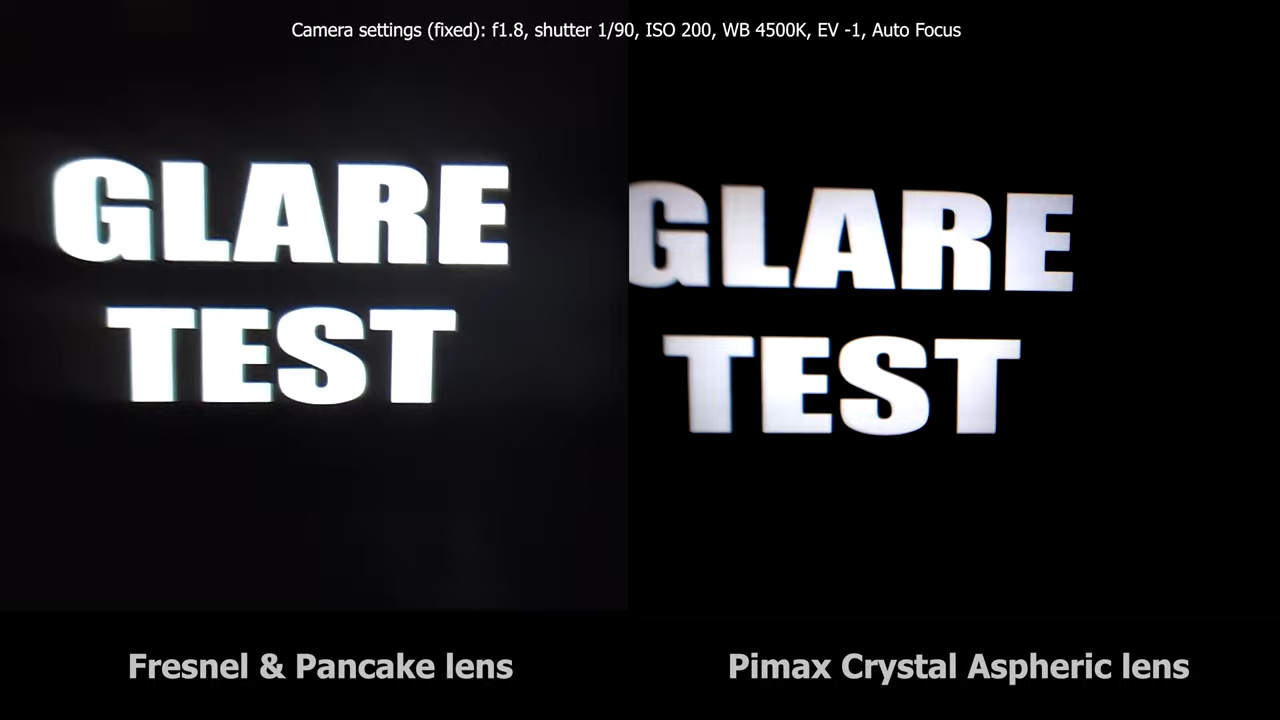 Camera settings (fixed): f1.8, shutter 1/90, ISO 200, WB 4500K, EV -1, Auto Focus
GLARE
TEST
GLARE
TEST
Fresnel & Pancake lens
Pimax Crystal Aspheric lens